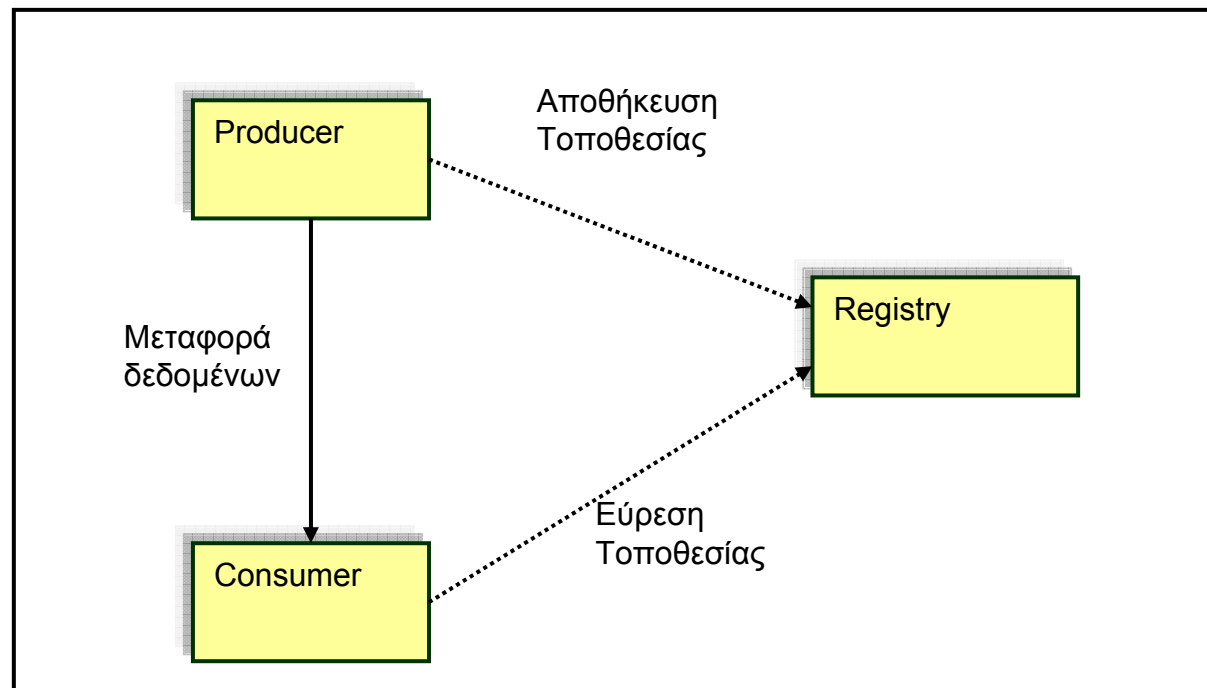 Producer
Αποθήκευση
Τοποθεσίας
Registry
Μεταφορά
δεδομένων
Εύρεση
Τοποθεσίας
Consumer